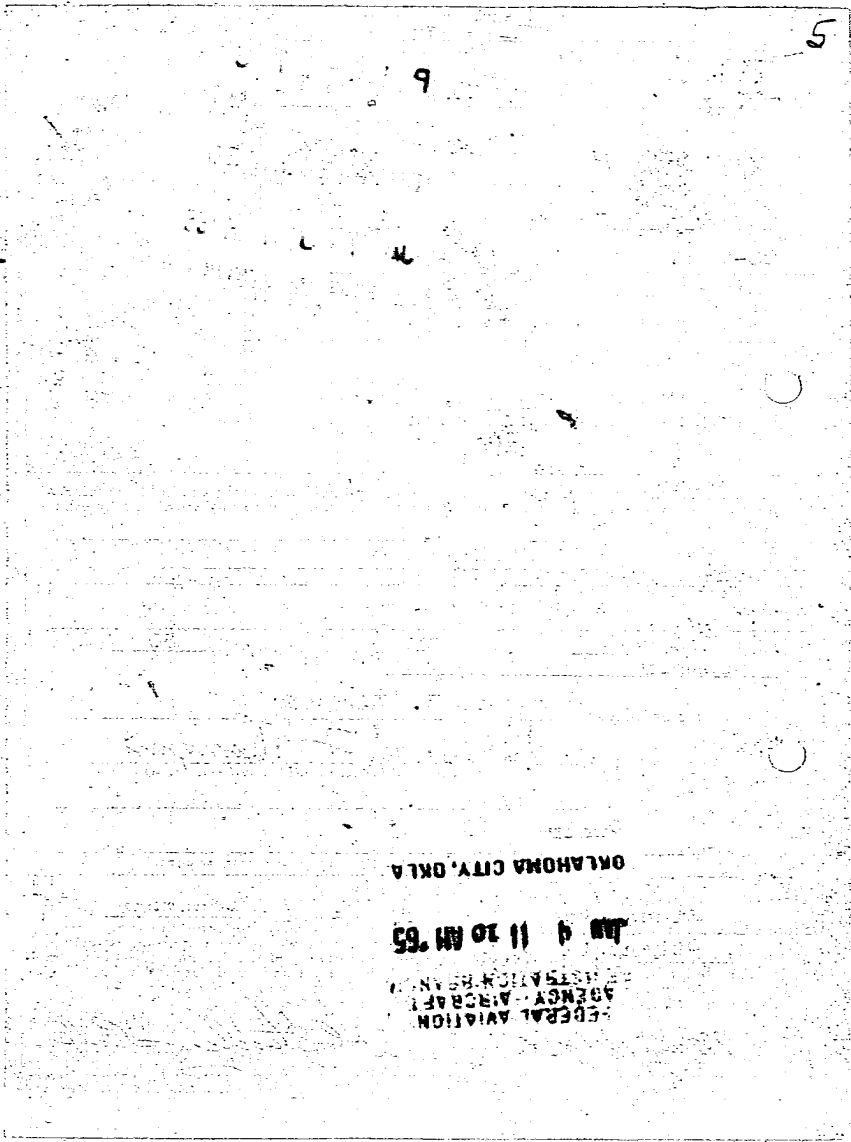 5
FEDERAL AVIATION
AGENCY - AIRCRAFT
REGISTRATION BRANCH
JAN 4 11 10 AM '65
OKLAHOMA CITY, OKLA